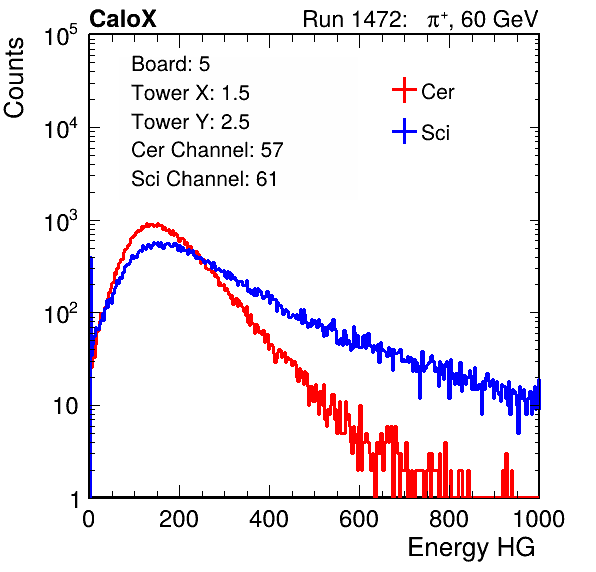 CaloX Run 1472: π⁺, 60 GeV
Board: 5
Tower X: 1.5
Tower Y: 2.5
Cer Channel: 57
Sci Channel: 61
Cer
Sci
Counts
10⁵
10⁴
10³
10²
10
1
0 200 400 600 800 1000
Energy HG